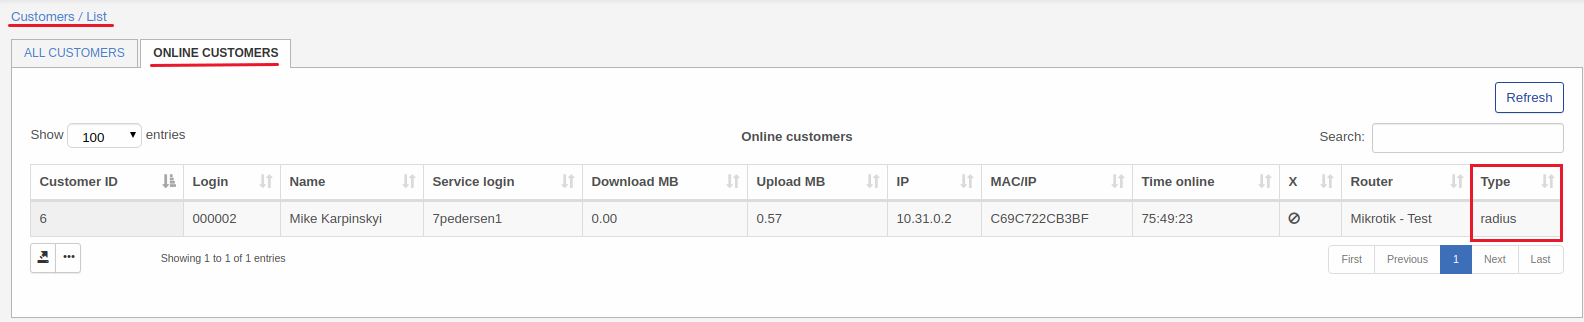 Customers / List
ALL CUSTOMERS ONLINE CUSTOMERS
Refresh
Show 100 entries Online customers Search:
Customer ID Login Name Service login Download MB Upload MB IP MAC/IP Time online X Router Type
6 000002 Mike Karpinskyi 7pedersen1 0.00 0.57 10.31.0.2 C69C722CB3BF 75:49:23 Mikrotik - Test radius
Showing 1 to 1 of 1 entries First Previous 1 Next Last